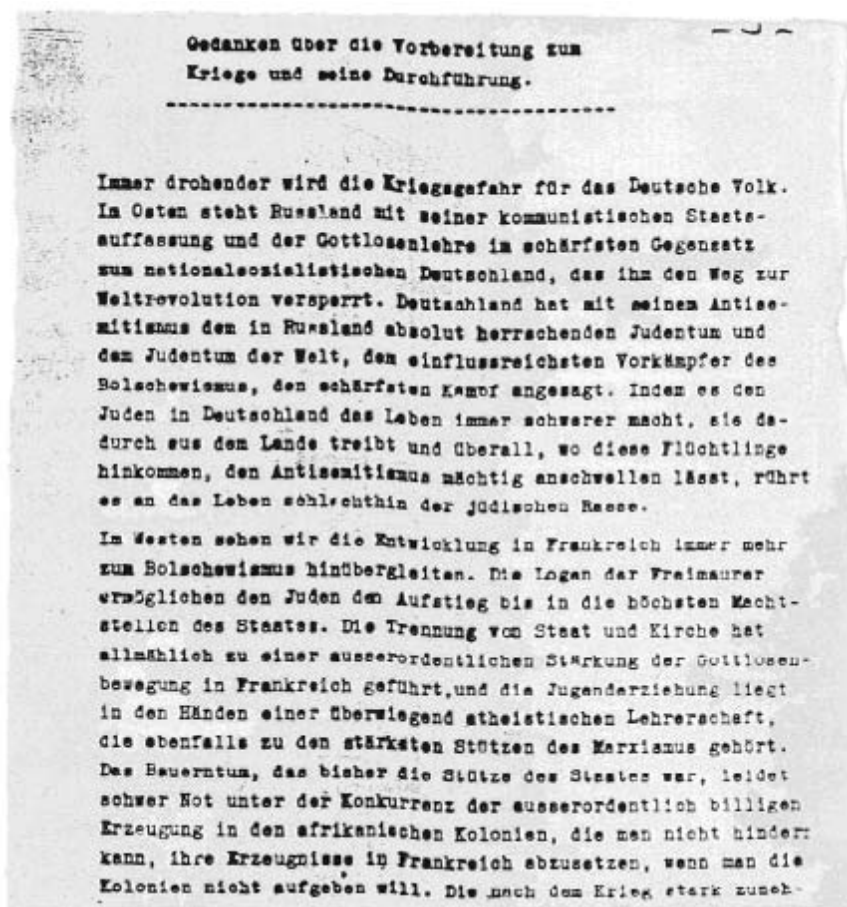 Gedanken über die Vorbereitung zum
Kriege und seine Durchführung.
Immer drohender wird die Kriegsgefahr für das Deutsche Volk.
Im Osten steht Russland mit seiner kommunistischen Staats-
auffassung und der Gottlosenlehre im schärfsten Gegensatz
zum nationalsozialistischen Deutschland, das ihm den Weg zur
Weltrevolution versperrt. Deutschland hat mit seinem Antise-
mitismus dem in Russland absolut herrschenden Judentum und
dem Judentum der Welt, dem einflussreichsten Vorkämpfer des
Bolschewismus, den schärfsten Kampf angesagt. Indem es den
Juden in Deutschland das Leben immer schwerer macht, sie da-
durch aus dem Lande treibt und überall, wo diese Flüchtlinge
hinkommen, den Antisemitismus mächtig anschwellen lässt, rührt
es an das Leben schlechthin der jüdischen Rasse.
Im Westen sehen wir die Entwicklung in Frankreich immer mehr
zum Bolschewismus hinübergleiten. Die Logen der Freimaurer
ermöglichen den Juden den Aufstieg bis in die höchsten Macht-
stellen des Staates. Die Trennung von Staat und Kirche hat
allmählich zu einer ausserordentlichen Stärkung der Gottlosen-
bewegung in Frankreich geführt,und die Jugenderziehung liegt
in den Händen einer überwiegend atheistischen Lehrerschaft,
die ebenfalls zu den stärksten Stützen des Marxismus gehört.
Das Bauerntum, das bisher die Stütze des Staates war, leidet
schwer Not unter der Konkurrenz der ausserordentlich billigen
Erzeugung in den afrikanischen Kolonien, die man nicht hindern
kann, ihre Erzeugnisse in Frankreich abzusetzen, wenn man die
Kolonien nicht aufgeben will. Die nach dem Krieg stark zuneh-